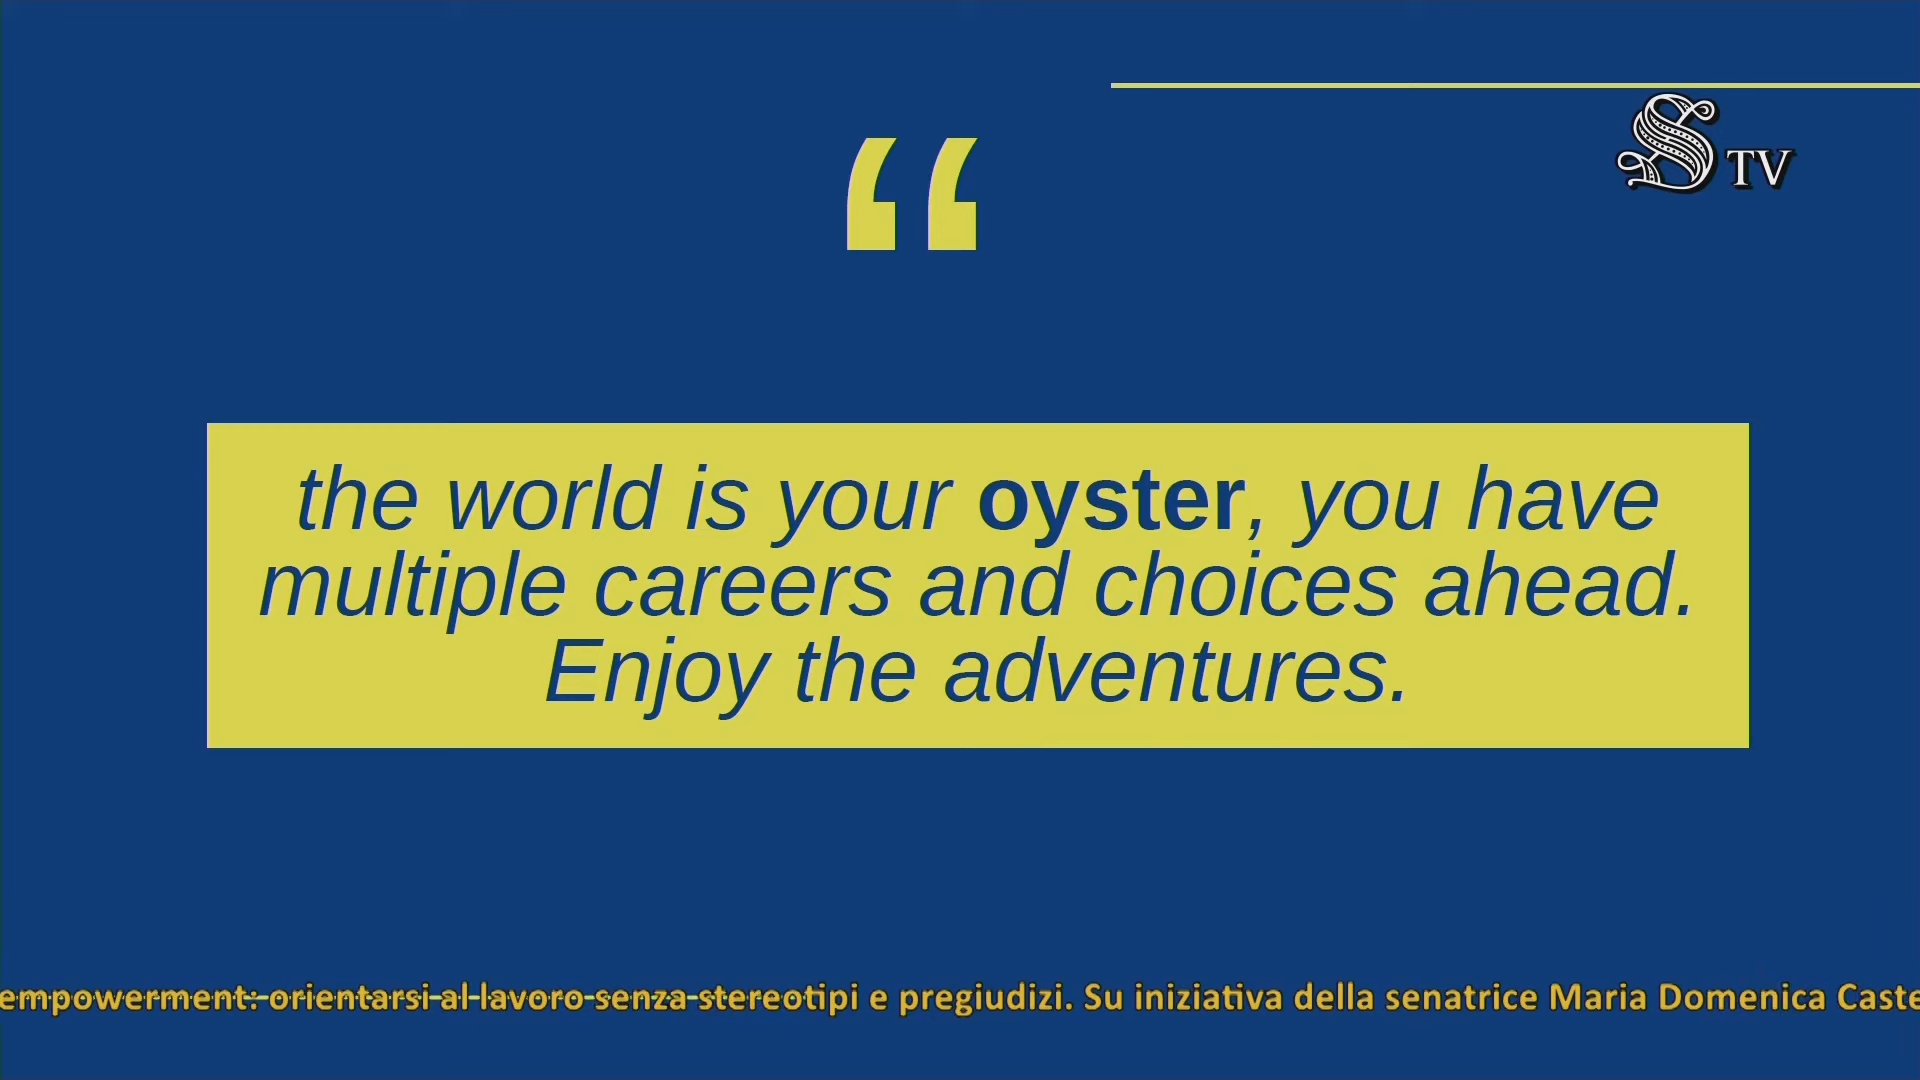 S TV
“
the world is your oyster, you have
multiple careers and choices ahead.
Enjoy the adventures.
empowerment: orientarsi al lavoro senza stereotipi e pregiudizi. Su iniziativa della senatrice Maria Domenica Caste